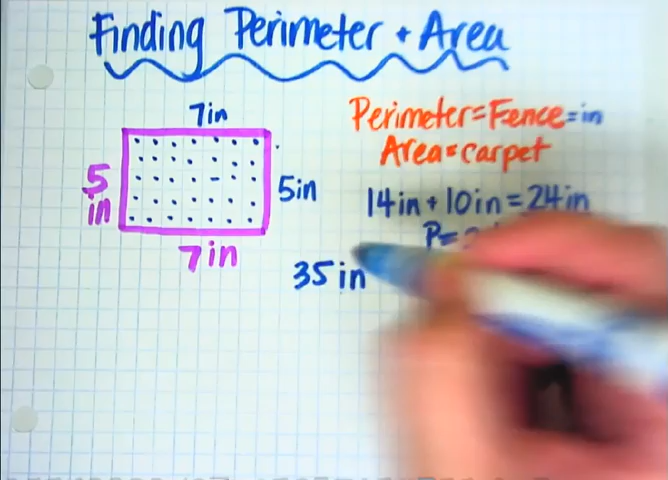 Finding Perimeter + Area
7in
Perimeter=Fence=in
Area=carpet
5
in
5in
14in + 10in = 24in
P=
7in
35in